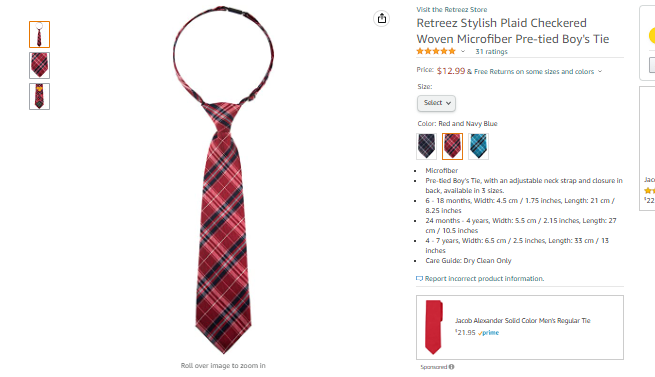 Visit the Retreez Store
Retreez Stylish Plaid Checkered
Woven Microfiber Pre-tied Boy's Tie
31 ratings
Price: $12.99 & Free Returns on some sizes and colors
Size:
Select
Color: Red and Navy Blue
Microfiber
Pre-tied Boy's Tie, with an adjustable neck strap and closure in
back, available in 3 sizes.
6 - 18 months, Width: 4.5 cm / 1.75 inches, Length: 21 cm /
8.25 inches
24 months - 4 years, Width: 5.5 cm / 2.15 inches, Length: 27
cm / 10.5 inches
4 - 7 years, Width: 6.5 cm / 2.5 inches, Length: 33 cm / 13
inches
Care Guide: Dry Clean Only
Report incorrect product information.
Jacob Alexander Solid Color Men's Regular Tie
$21.95 prime
Sponsored
Roll over image to zoom in
Jaco
$22